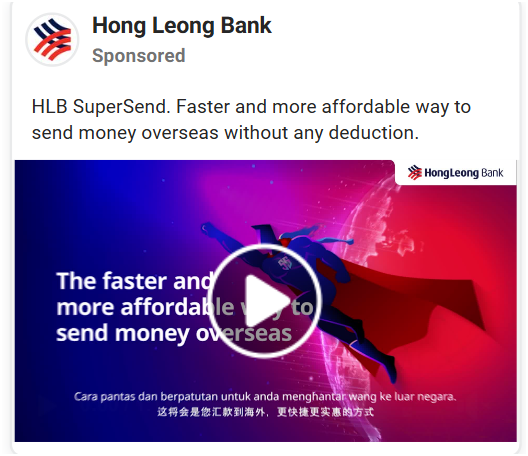 Hong Leong Bank
Sponsored
HLB SuperSend. Faster and more affordable way to
send money overseas without any deduction.
HongLeong Bank
The faster and
more affordable way to
send money overseas
Cara pantas dan berpatutan untuk anda menghantar wang ke luar negara.
这将会是您汇款到海外，更快捷更实惠的方式